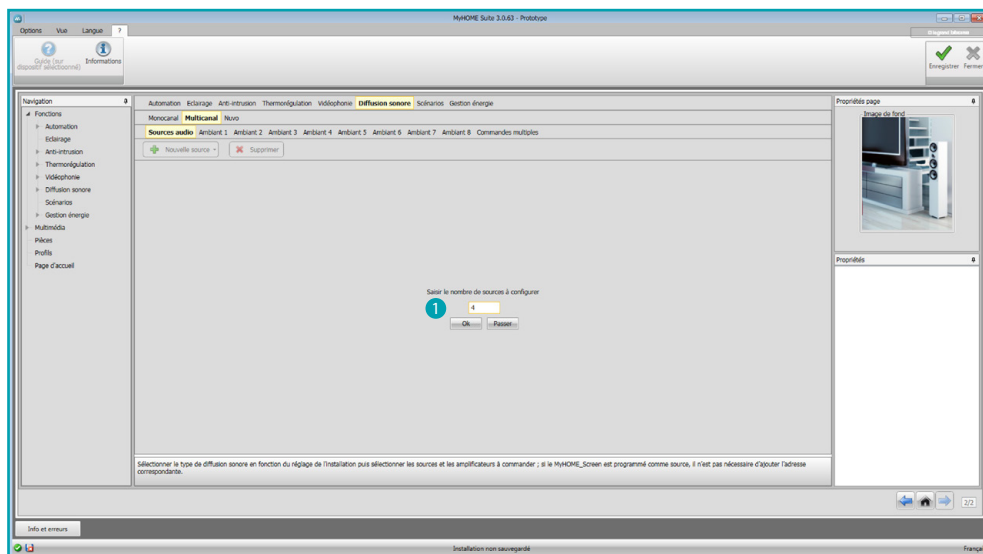 MyHOME Suite 3.0.63 - Prototype
Options Vue Langue ?
Guide (sur dispositif sélectionné)
Informations
Enregistrer Fermer
Navigation
Fonctions
Automation
Eclairage
Anti-intrusion
Thermorégulation
Vidéophonie
Diffusion sonore
Scénarios
Gestion énergie
Multimédia
Pièces
Profils
Page d'accueil
Automation Eclairage Anti-intrusion Thermorégulation Vidéophonie Diffusion sonore Scénarios Gestion énergie
Monocanal Multicanal Nuvo
Sources audio Ambiant 1 Ambiant 2 Ambiant 3 Ambiant 4 Ambiant 5 Ambiant 6 Ambiant 7 Ambiant 8 Commandes multiples
Nouvelle source Supprimer
Saisir le nombre de sources à configurer
1 4
Ok Passer
Sélectionner le type de diffusion sonore en fonction du réglage de l'installation puis sélectionner les sources et les amplificateurs à commander ; si le MyHOME_Screen est programmé comme source, il n'est pas nécessaire d'ajouter l'adresse
correspondante.
Propriétés page
Image de fond
Propriétés
2/2
Info et erreurs
Installation non sauvegardé
Françai